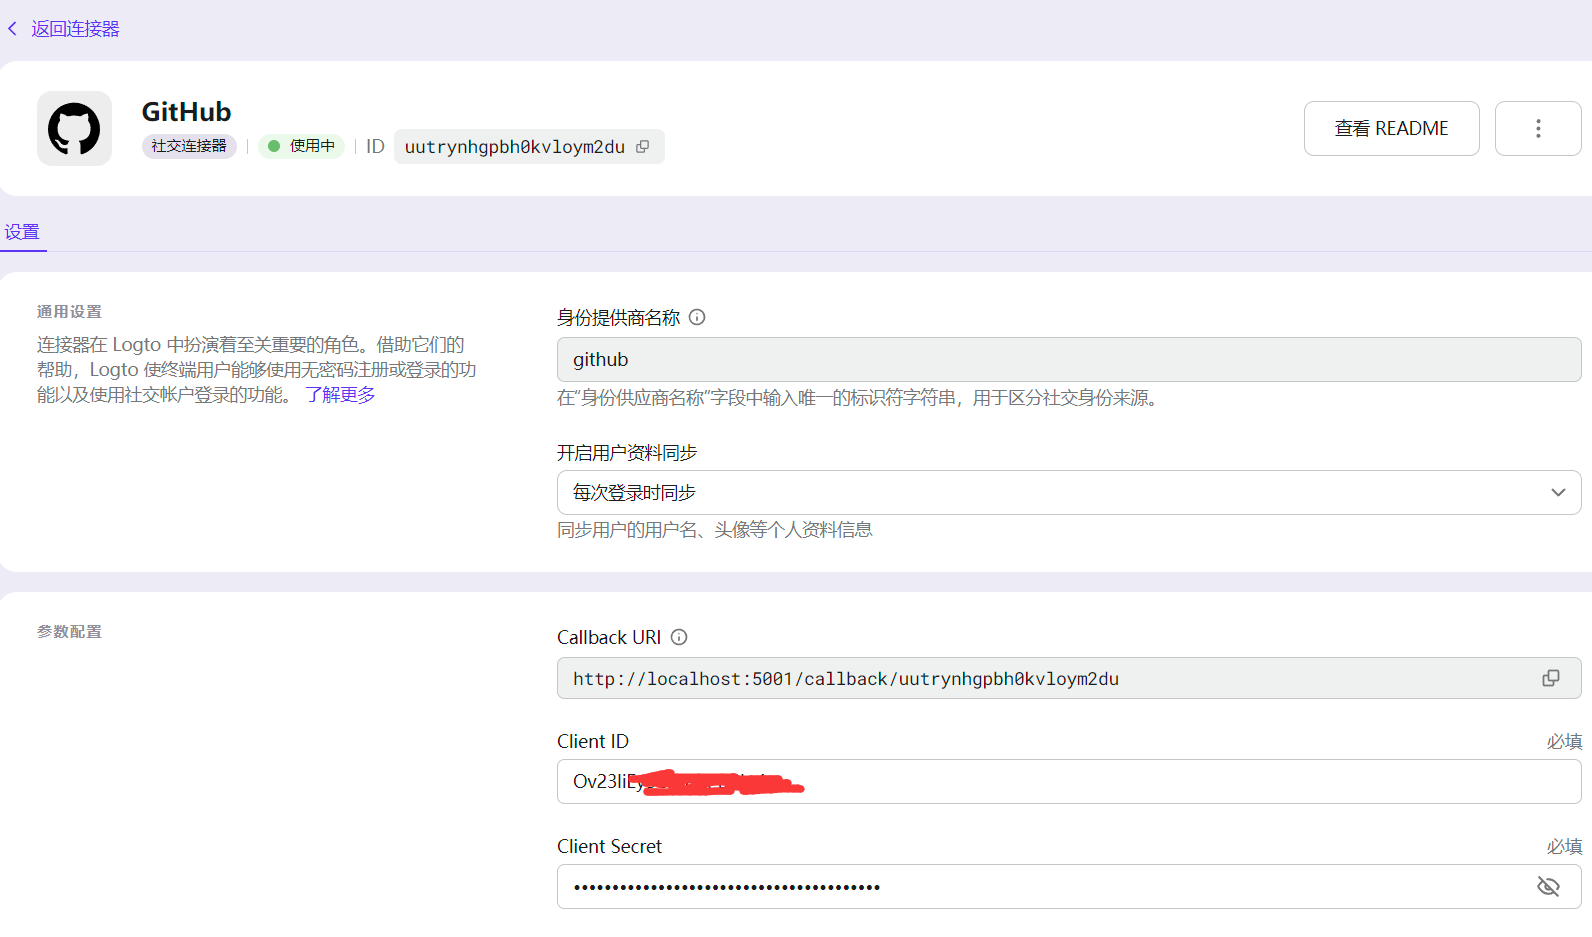 返回连接器
GitHub
社交连接器 使用中 ID uutrynhgpbh0kvloym2du
查看 README
设置
通用设置
连接器在 Logto 中扮演着至关重要的角色。借助它们的
帮助，Logto 使终端用户能够使用无密码注册或登录的功
能以及使用社交帐户登录的功能。 了解更多
身份提供商名称
github
在“身份供应商名称”字段中输入唯一的标识符字符串，用于区分社交身份来源。
开启用户资料同步
每次登录时同步
同步用户的用户名、头像等个人资料信息
参数配置
Callback URI
http://localhost:5001/callback/uutrynhgpbh0kvloym2du
Client ID 必填
Client Secret 必填